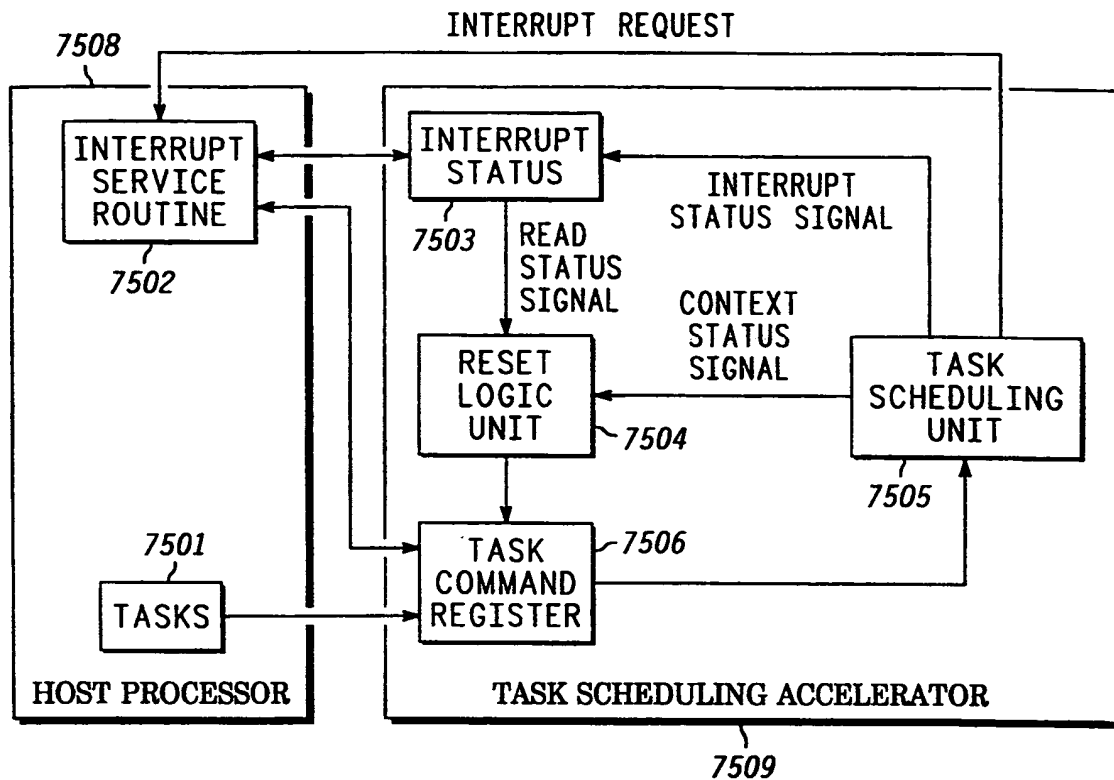 INTERRUPT REQUEST
7508
INTERRUPT
SERVICE
ROUTINE
7502
INTERRUPT
STATUS
7503
INTERRUPT
STATUS SIGNAL
READ
STATUS
SIGNAL
CONTEXT
STATUS
SIGNAL
RESET
LOGIC
UNIT
7504
TASK
SCHEDULING
UNIT
7505
7501
TASKS
TASK
COMMAND
REGISTER
7506
HOST PROCESSOR
TASK SCHEDULING ACCELERATOR
7509